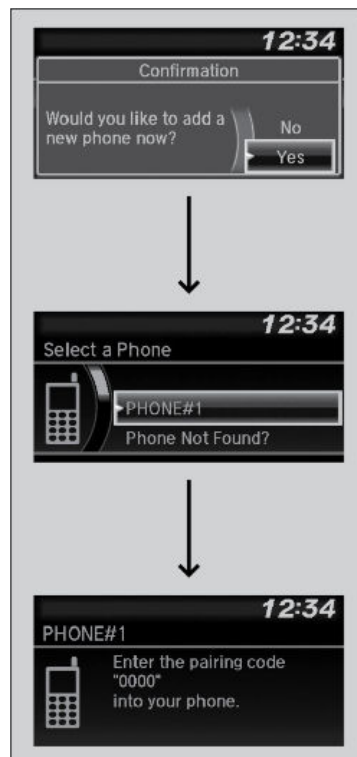 12:34
Confirmation
Would you like to add a
new phone now?
No
Yes
12:34
Select a Phone
PHONE#1
Phone Not Found?
12:34
PHONE#1
Enter the pairing code
"0000"
into your phone.